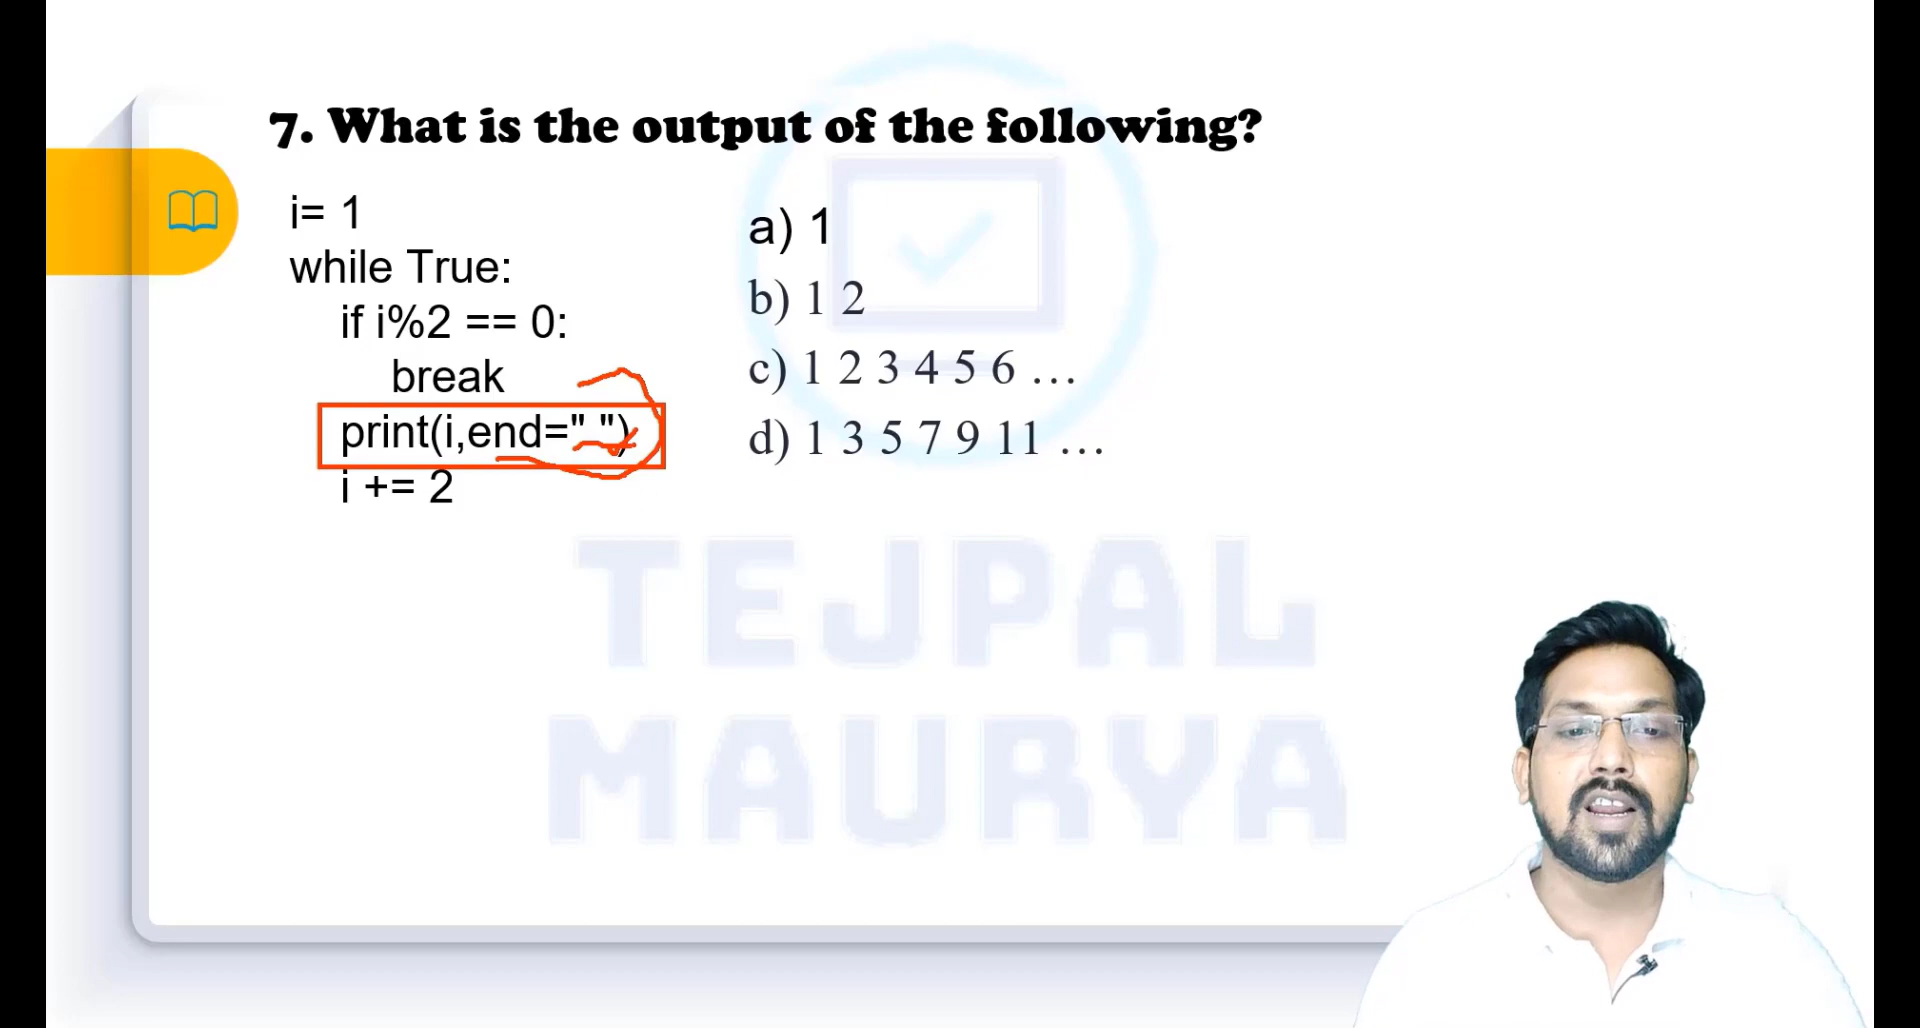 7. What is the output of the following?
i= 1
while True:
if i%2 == 0:
break
print(i,end=" ")
i += 2
a) 1
b) 1 2
c) 1 2 3 4 5 6 ...
d) 1 3 5 7 9 11 ...
TEJPAL
MAURYA